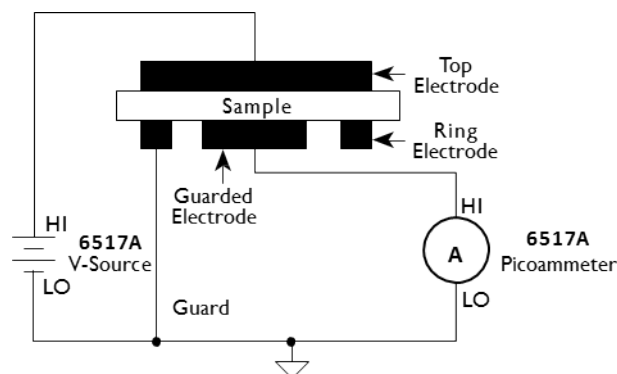 Top
Electrode
Sample
Ring
Electrode
Guarded
Electrode
HI
6517A
V-Source
LO
HI
6517A
A
Picoammeter
LO
Guard